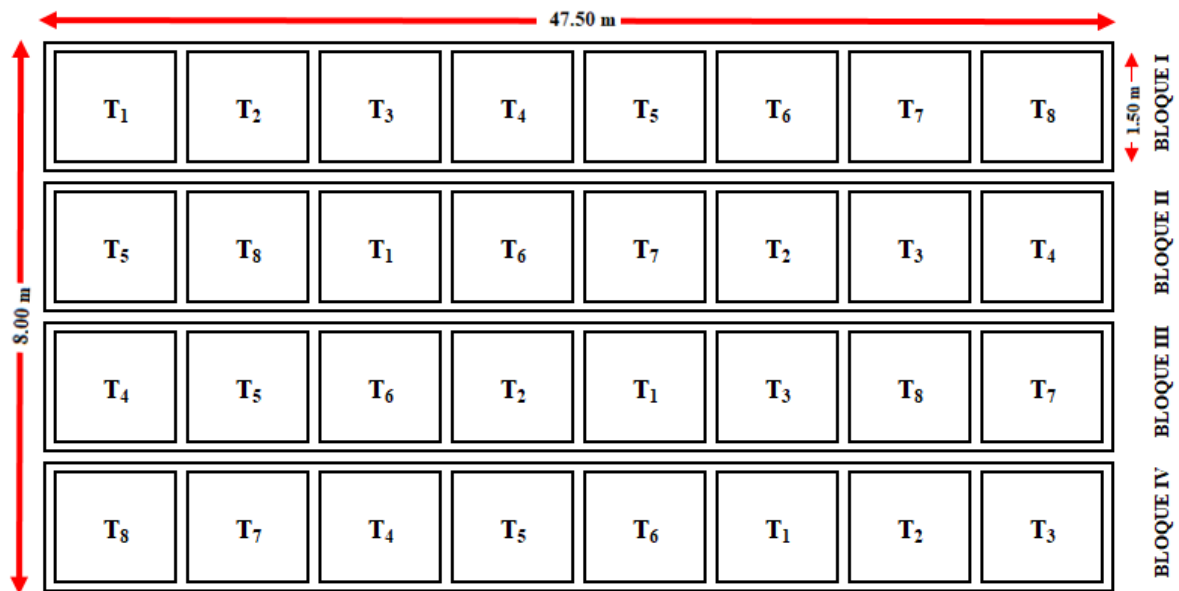 47.50 m
T₁ T₂ T₃ T₄ T₅ T₆ T₇ T₈
1.50 m
BLOQUE I
T₅ T₈ T₁ T₆ T₇ T₂ T₃ T₄
BLOQUE II
8.00 m
T₄ T₅ T₆ T₂ T₁ T₃ T₈ T₇
BLOQUE III
T₈ T₇ T₄ T₅ T₆ T₁ T₂ T₃
BLOQUE IV